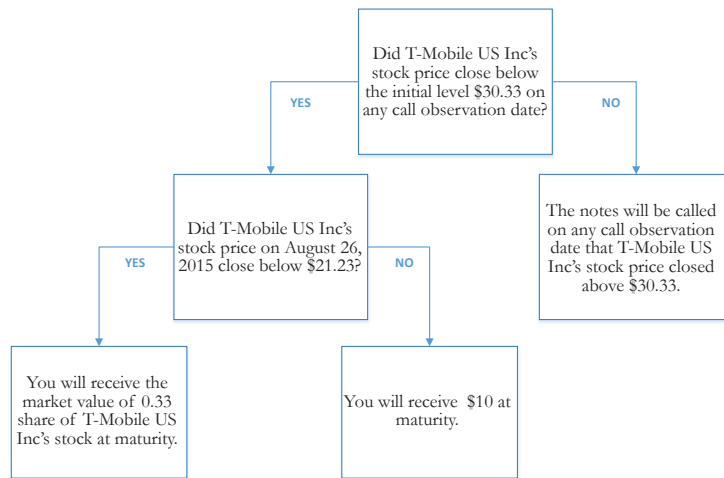 Did T-Mobile US Inc's
stock price close below
the initial level $30.33 on
any call observation date?
YES
NO
Did T-Mobile US Inc's
stock price on August 26,
2015 close below $21.23?
The notes will be called
on any call observation
date that T-Mobile US
Inc's stock price closed
above $30.33.
YES
NO
You will receive the
market value of 0.33
share of T-Mobile US
Inc's stock at maturity.
You will receive $10 at
maturity.